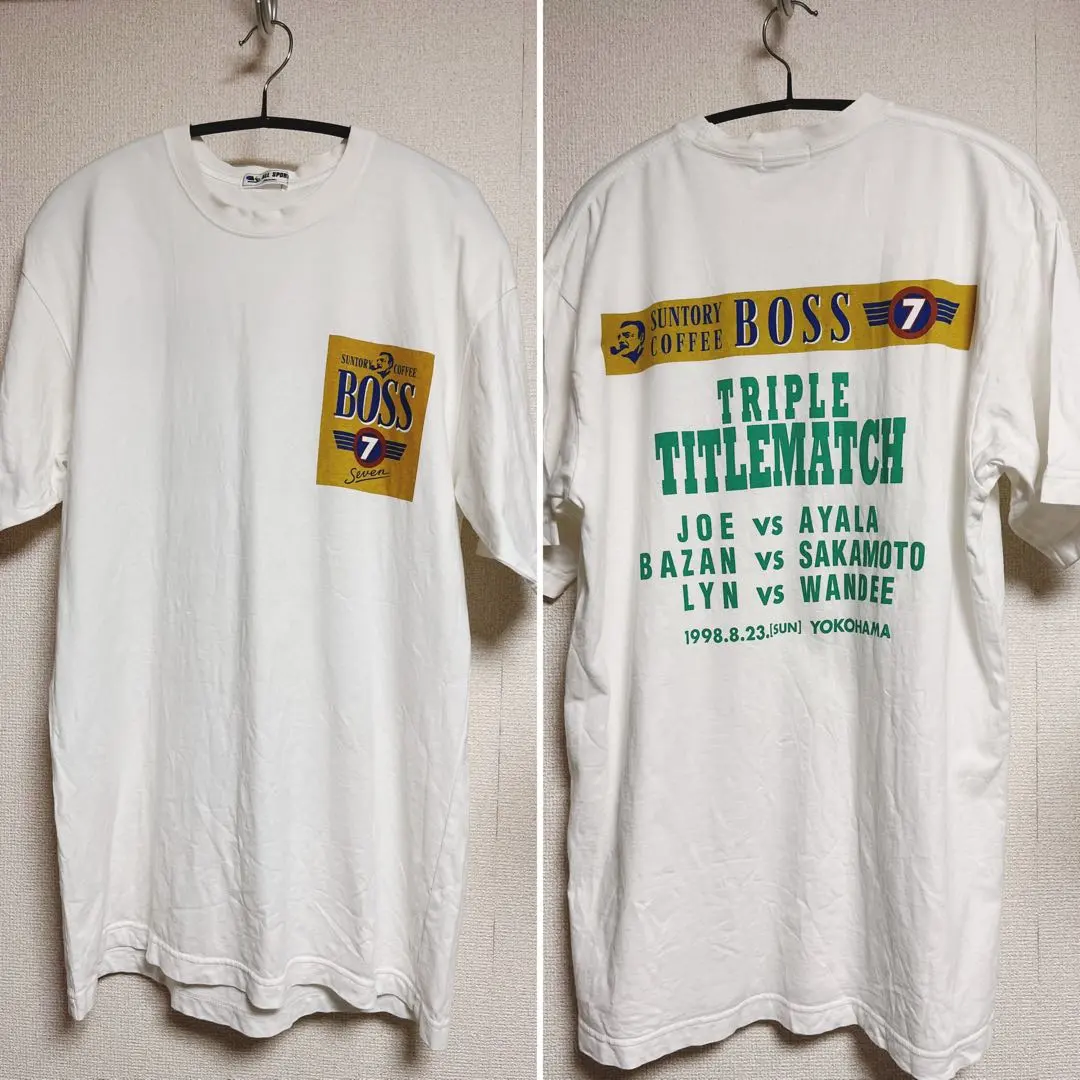 SUNTORY COFFEE
BOSS
7
Seven
SUNTORY
COFFEE
BOSS
7
TRIPLE
TITLEMATCH
JOE vs AYALA
BAZAN vs SAKAMOTO
LYN vs WANDEE
1998.8.23.[SUN] YOKOHAMA